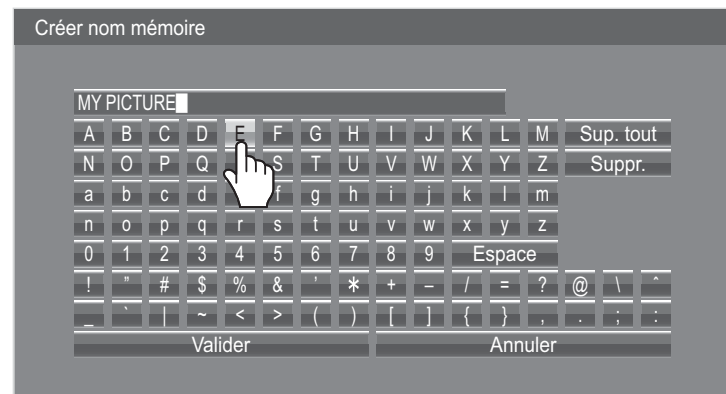 Créer nom mémoire
MY PICTURE
A B C D E F G H I J K L M Sup. tout
N O P Q S T U V W X Y Z Suppr.
a b c d f g h i j k l m
n o p q r s t u v w x y z
0 1 2 3 4 5 6 7 8 9 Espace
! " # $ % & ' * + – / = ? @ \ ^
_ ` | ~ < > ( ) [ ] { } , . ; :
Valider Annuler